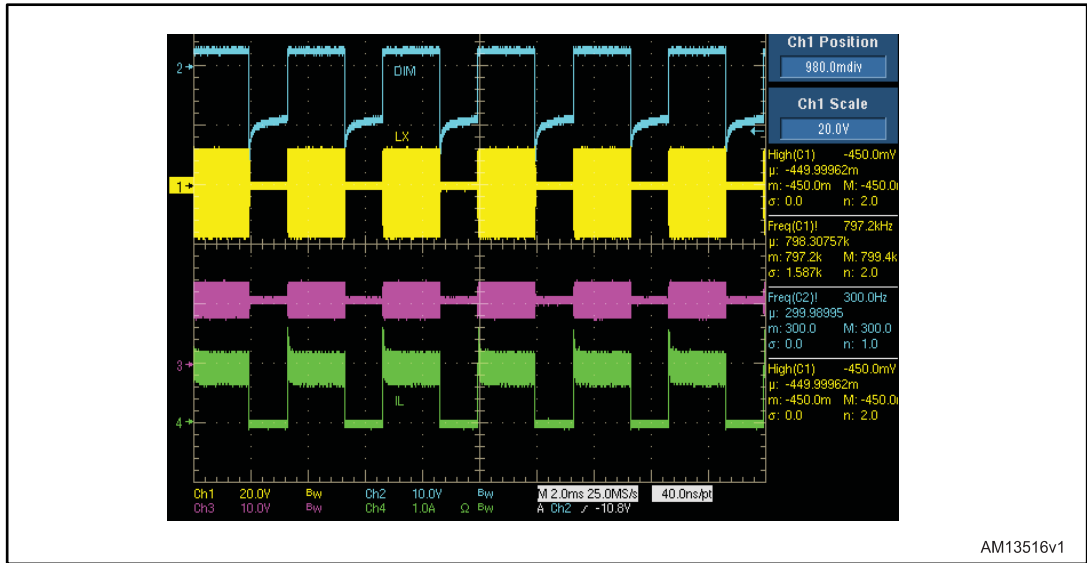 Ch1 Position
980.0mdiv
Ch1 Scale
20.0V
2
DIM
LX
1
3
IL
4
High(C1) -450.0mV
µ: -449.99962m
m: -450.0m M: -450.0
σ: 0.0 n: 2.0
Freq(C1)! 797.2kHz
µ: 798.30757k
m: 797.2k M: 799.4k
σ: 1.587k n: 2.0
Freq(C2)! 300.0Hz
µ: 299.98995
m: 300.0 M: 300.0
σ: 0.0 n: 1.0
High(C1) -450.0mV
µ: -449.99962m
m: -450.0m M: -450.0
σ: 0.0 n: 2.0
Ch1 20.0V Bw Ch2 10.0V Bw M 2.0ms 25.0MS/s 40.0ns/pt
Ch3 10.0V Bw Ch4 1.0A Ω Bw A Ch2 -10.8V
AM13516v1